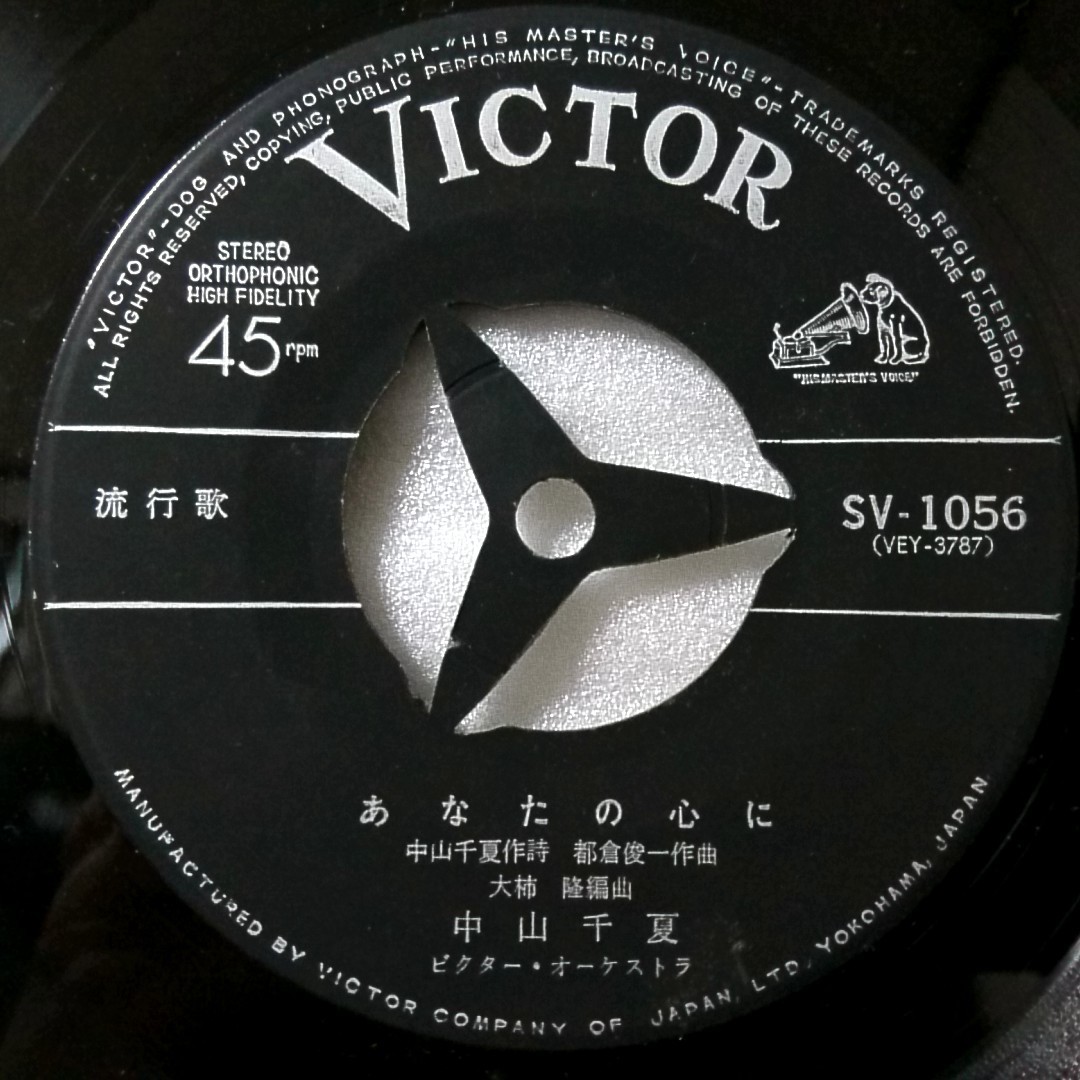 "VICTOR"-DOG AND PHONOGRAPH-"HIS MASTER'S VOICE"-TRADEMARKS REGISTERED.
ALL RIGHTS RESERVED, COPYING, PUBLIC PERFORMANCE, BROADCASTING OF THESE RECORDS ARE FORBIDDEN.
VICTOR
STEREO
ORTHOPHONIC
HIGH FIDELITY
45rpm
"HIS MASTER'S VOICE"
流行歌
SV-1056
(VEY-3787)
あなたの心に
中山千夏作詩 都倉俊一作曲
大柿 隆編曲
中山千夏
ビクター・オーケストラ
MANUFACTURED BY VICTOR COMPANY OF JAPAN, LTD, YOKOHAMA, JAPAN.